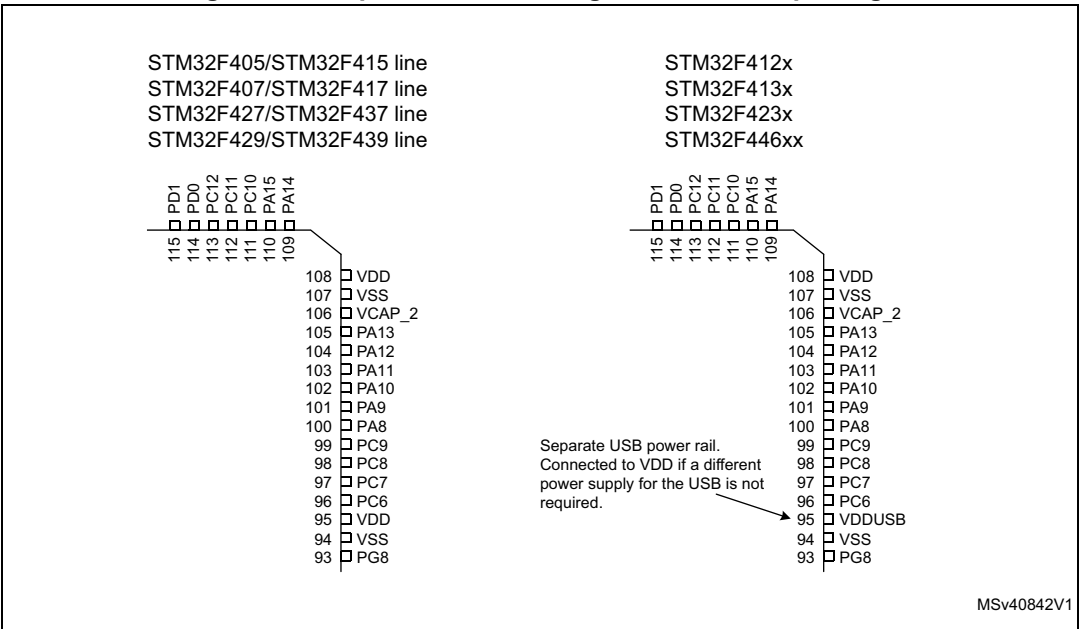 STM32F405/STM32F415 line
STM32F407/STM32F417 line
STM32F427/STM32F437 line
STM32F429/STM32F439 line
115 PD1
114 PD0
113 PC12
112 PC11
111 PC10
110 PA15
109 PA14
108 VDD
107 VSS
106 VCAP_2
105 PA13
104 PA12
103 PA11
102 PA10
101 PA9
100 PA8
99 PC9
98 PC8
97 PC7
96 PC6
95 VDD
94 VSS
93 PG8
STM32F412x
STM32F413x
STM32F423x
STM32F446xx
115 PD1
114 PD0
113 PC12
112 PC11
111 PC10
110 PA15
109 PA14
108 VDD
107 VSS
106 VCAP_2
105 PA13
104 PA12
103 PA11
102 PA10
101 PA9
100 PA8
99 PC9
98 PC8
97 PC7
96 PC6
95 VDDUSB
94 VSS
93 PG8
Separate USB power rail.
Connected to VDD if a different
power supply for the USB is not
required.
MSv40842V1